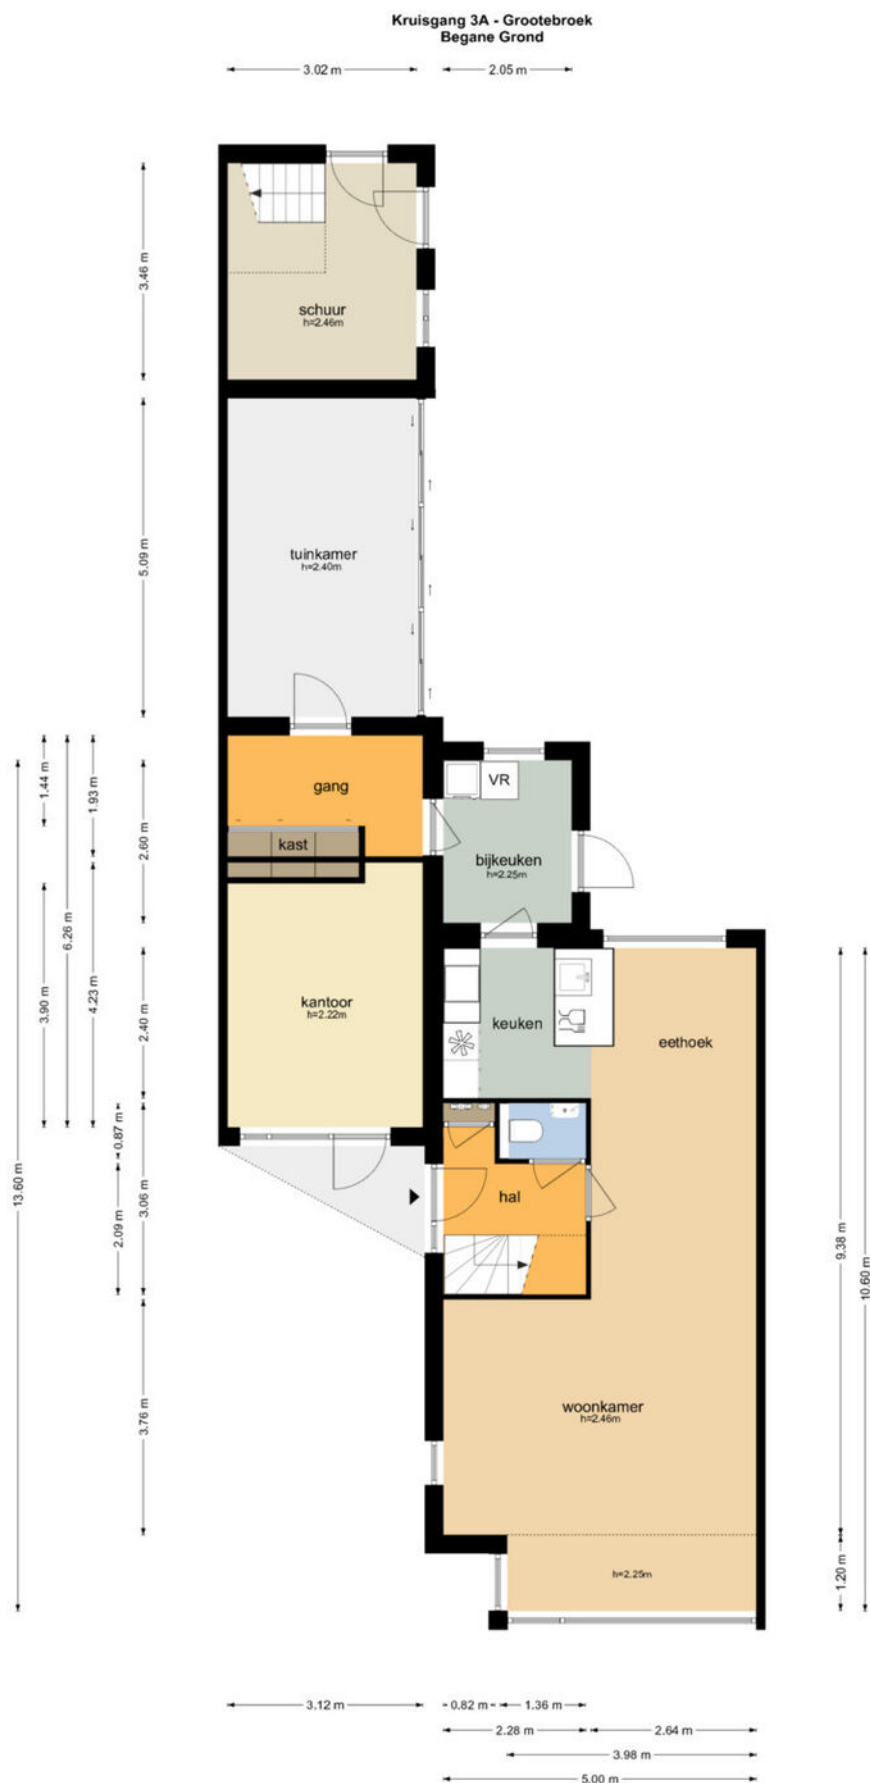 Kruisgang 3A - Grootebroek
Begane Grond
3.02 m
2.05 m
3.46 m
schuur
h=2.46m
5.09 m
tuinkamer
h=2.40m
1.44 m
6.26 m
1.93 m
2.60 m
gang
VR
kast
bijkeuken
h=2.25m
13.60 m
3.90 m
4.23 m
2.40 m
kantoor
h=2.22m
keuken
eethoek
0.87 m
2.09 m
3.06 m
hal
9.38 m
10.60 m
3.76 m
woonkamer
h=2.46m
h=2.25m
1.20 m
3.12 m
0.82 m
1.36 m
2.28 m
2.64 m
3.98 m
5.00 m